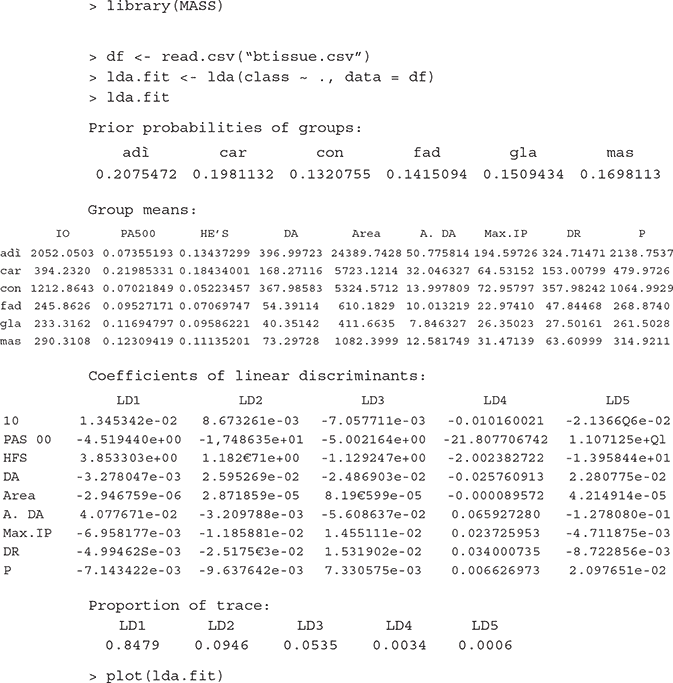 > library(MASS)
> df <- read.csv(“btissue.csv”)
> lda.fit <- lda(class ~ ., data = df)
> lda.fit
Prior probabilities of groups:
adì car con fad gla mas
0.2075472 0.1981132 0.1320755 0.1415094 0.1509434 0.1698113
Group means:
IO PA500 HE’S DA Area A. DA Max.IP DR P
adì 2052.0503 0.07355193 0.13437299 396.99723 24389.7428 50.775814 194.59726 324.71471 2138.7537
car 394.2320 0.21985331 0.18434001 168.27116 5723.1214 32.046327 64.53152 153.00799 479.9726
con 1212.8643 0.07021849 0.05223457 367.98583 5324.5712 13.997809 72.95797 357.98242 1064.9929
fad 245.8626 0.09527171 0.07069747 54.39114 610.1829 10.013219 22.97410 47.84468 268.8740
gla 233.3162 0.11694797 0.09586221 40.35142 411.6635 7.846327 26.35023 27.50161 261.5028
mas 290.3108 0.12309419 0.11135201 73.29728 1082.3999 12.581749 31.47139 63.60999 314.9211
Coefficients of linear discriminants:
LD1 LD2 LD3 LD4 LD5
10 1.345342e-02 8.673261e-03 -7.057711e-03 -0.010160021 -2.1366Q6e-02
PAS 00 -4.519440e+00 -1,748635e+01 -5.002164e+00 -21.807706742 1.107125e+Ql
HFS 3.853303e+00 1.182€71e+00 -1.129247e+00 -2.002382722 -1.395844e+01
DA -3.278047e-03 2.595269e-02 -2.486903e-02 -0.025760913 2.280775e-02
Area -2.946759e-06 2.871859e-05 8.19€599e-05 -0.000089572 4.214914e-05
A. DA 4.077671e-02 -3.209788e-03 -5.608637e-02 0.065927280 -1.278080e-01
Max.IP -6.958177e-03 -1.185881e-02 1.455111e-02 0.023725953 -4.711875e-03
DR -4.99462S e-03 -2.5175€3e-02 1.531902e-02 0.034000735 -8.722856e-03
P -7.143422e-03 -9.637642e-03 7.330575e-03 0.006626973 2.097651e-02
Proportion of trace:
LD1 LD2 LD3 LD4 LD5
0.8479 0.0946 0.0535 0.0034 0.0006
> plot(lda.fit)